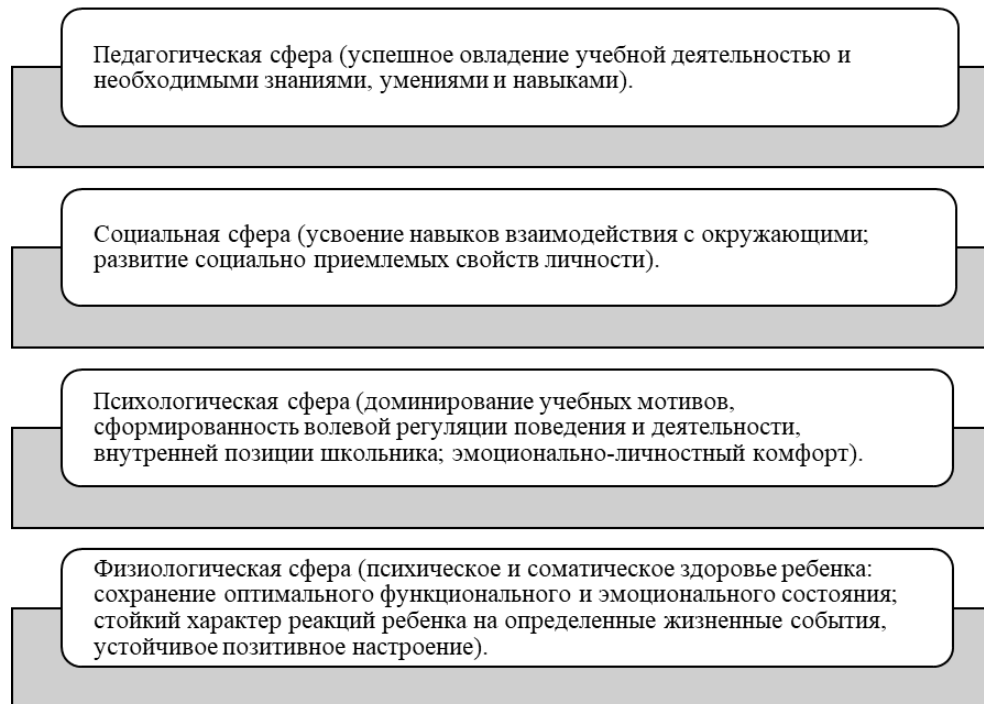 Педагогическая сфера (успешное овладение учебной деятельностью и
необходимыми знаниями, умениями и навыками).
Социальная сфера (усвоение навыков взаимодействия с окружающими;
развитие социально приемлемых свойств личности).
Психологическая сфера (доминирование учебных мотивов,
сформированность волевой регуляции поведения и деятельности,
внутренней позиции школьника; эмоционально-личностный комфорт).
Физиологическая сфера (психическое и соматическое здоровье ребенка:
сохранение оптимального функционального и эмоционального состояния;
стойкий характер реакций ребенка на определенные жизненные события,
устойчивое позитивное настроение).